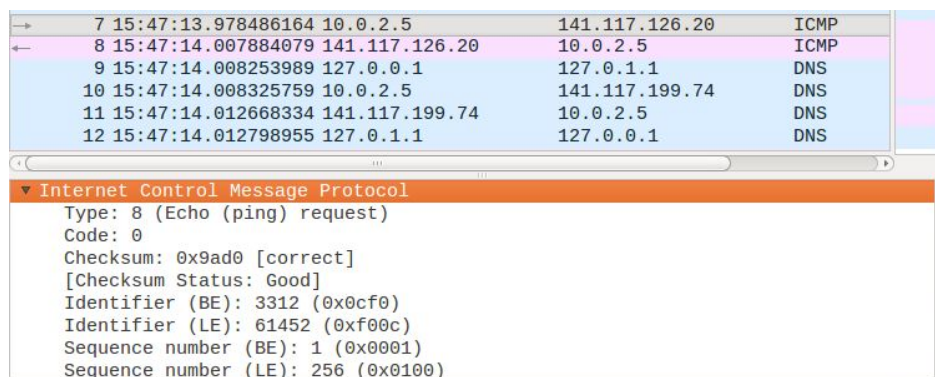 7 15:47:13.978486164 10.0.2.5 141.117.126.20 ICMP
8 15:47:14.007884079 141.117.126.20 10.0.2.5 ICMP
9 15:47:14.008253989 127.0.0.1 127.0.1.1 DNS
10 15:47:14.008325759 10.0.2.5 141.117.199.74 DNS
11 15:47:14.012668334 141.117.199.74 10.0.2.5 DNS
12 15:47:14.012798955 127.0.1.1 127.0.0.1 DNS
Internet Control Message Protocol
Type: 8 (Echo (ping) request)
Code: 0
Checksum: 0x9ad0 [correct]
[Checksum Status: Good]
Identifier (BE): 3312 (0x0cf0)
Identifier (LE): 61452 (0xf00c)
Sequence number (BE): 1 (0x0001)
Sequence number (LE): 256 (0x0100)